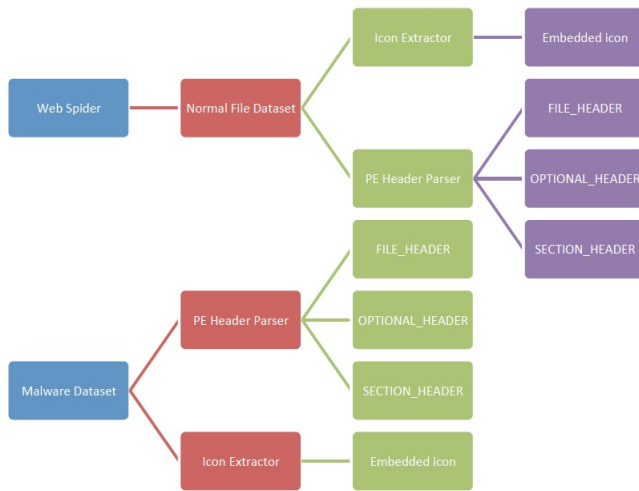 Icon Extractor
Embedded icon
Web Spider
Normal File Dataset
FILE_HEADER
PE Header Parser
OPTIONAL_HEADER
SECTION_HEADER
FILE_HEADER
PE Header Parser
OPTIONAL_HEADER
Malware Dataset
SECTION_HEADER
Icon Extractor
Embedded icon